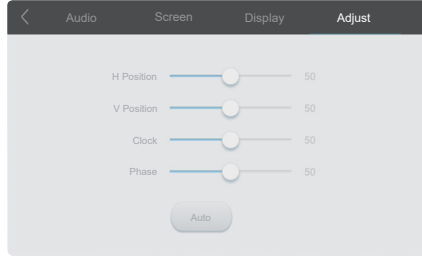 Audio Screen Display Adjust
H Position 50
V Position 50
Clock 50
Phase 50
Auto